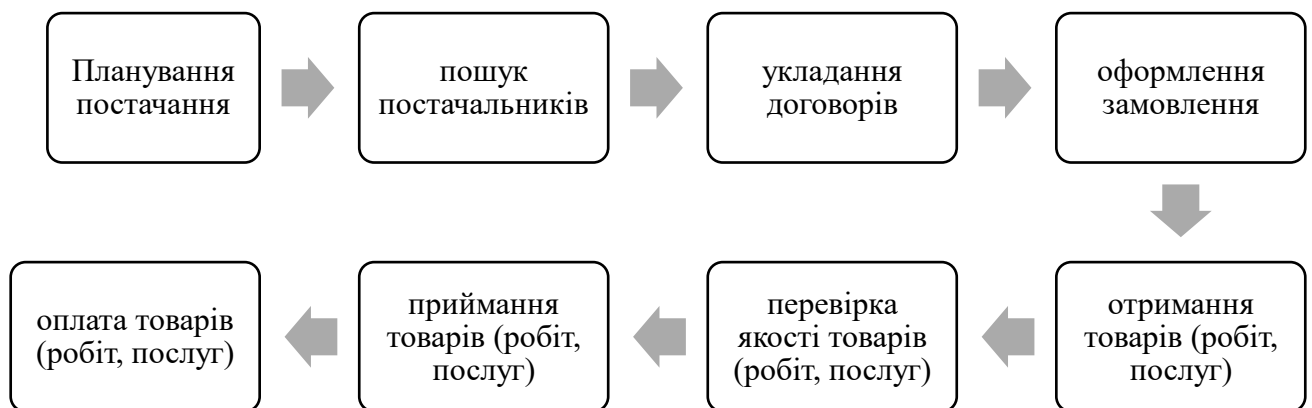 Планування
постачання
пошук
постачальників
укладання
договорів
оформлення
замовлення
отримання
товарів (робіт,
послуг)
перевірка
якості товарів
(робіт, послуг)
приймання
товарів (робіт,
послуг)
оплата товарів
(робіт, послуг)